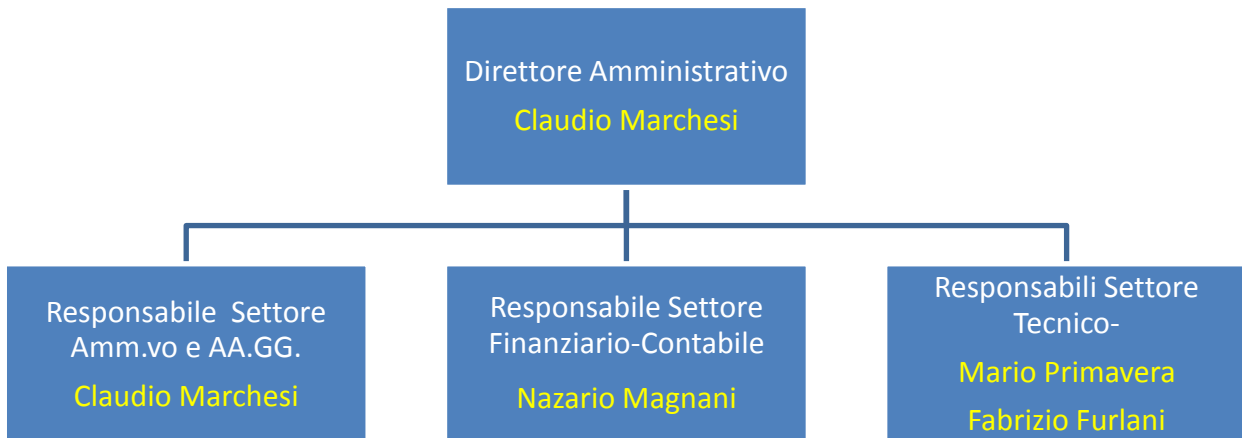 Direttore Amministrativo
Claudio Marchesi
Responsabile Settore
Amm.vo e AA.GG.
Claudio Marchesi
Responsabile Settore
Finanziario-Contabile
Nazario Magnani
Responsabili Settore
Tecnico-
Mario Primavera
Fabrizio Furlani